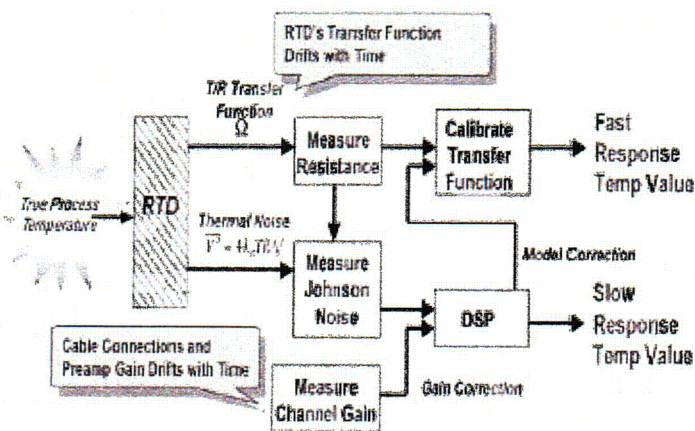 RTD's Transfer Function
Drifts with Time
T/R Transfer
Function
Ω
Measure
Resistance
Calibrate
Transfer
Function
Fast
Response
Temp Value
True Process
Temperature
RTD
Thermal Noise
Measure
Johnson
Noise
Model Correction
DSP
Slow
Response
Temp Value
Cable Connections and
Preamp Gain Drifts with Time
Measure
Channel Gain
Gain Correction